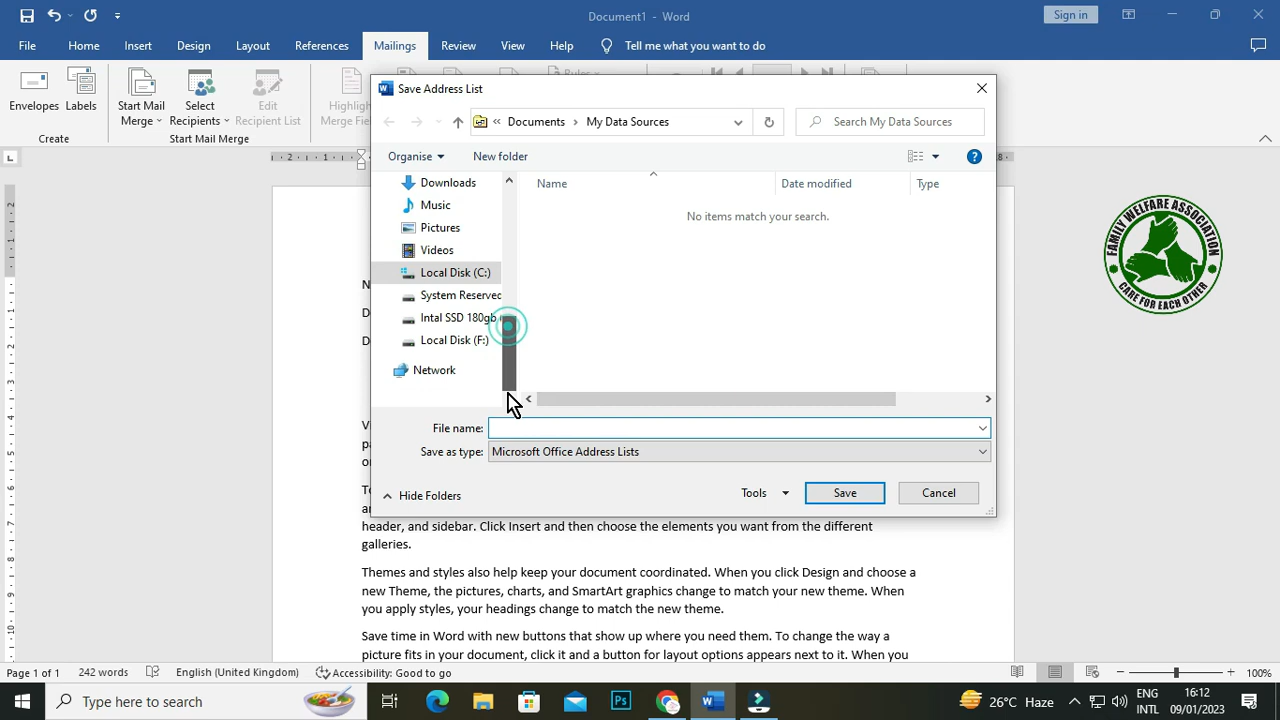 Document1 - Word
Sign in
File Home Insert Design Layout References Mailings Review View Help Tell me what you want to do
Envelopes Labels Start Mail Merge Select Recipients Edit Recipient List Highlight Merge Fields Rules
Create Start Mail Merge
Save Address List
« Documents › My Data Sources
Search My Data Sources
Organise New folder
Downloads
Music
Pictures
Videos
Local Disk (C:)
System Reserved
Intal SSD 180gb
Local Disk (F:)
Network
Name Date modified Type
No items match your search.
File name:
Save as type: Microsoft Office Address Lists
Hide Folders Tools Save Cancel
FAMILY WELFARE ASSOCIATION
CARE FOR EACH OTHER
header, and sidebar. Click Insert and then choose the elements you want from the different
galleries.
Themes and styles also help keep your document coordinated. When you click Design and choose a
new Theme, the pictures, charts, and SmartArt graphics change to match your new theme. When
you apply styles, your headings change to match the new theme.
Save time in Word with new buttons that show up where you need them. To change the way a
picture fits in your document, click it and a button for layout options appears next to it. When you
Page 1 of 1 242 words English (United Kingdom) Accessibility: Good to go 100%
Type here to search
26°C Haze
ENG
INTL
16:12
09/01/2023